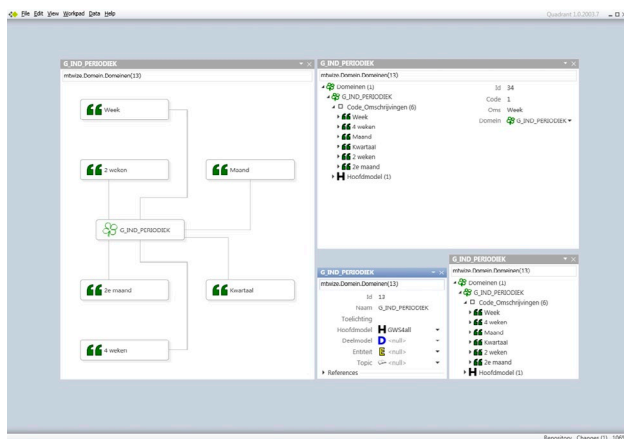 File Edit View Workpad Data Help
Quadrant 1.0.2003.7
G_IND_PERIODIEK
mtwize.Domein.Domeinen(13)
Week
2 weken
Maand
G_IND_PERIODIEK
2e maand
Kwartaal
4 weken
G_IND_PERIODIEK
mtwize.Domein.Domeinen(13)
Domeinen (1)
G_IND_PERIODIEK
Code_Omschrijvingen (6)
Week
4 weken
Maand
Kwartaal
2 weken
2e maand
Hoofdmodel (1)
Id 34
Code 1
Oms Week
Domein G_IND_PERIODIEK
G_IND_PERIODIEK
mtwize.Domein.Domeinen(13)
Id 13
Naam G_IND_PERIODIEK
Toelichting
Hoofdmodel H GWS4all
Deelmodel D <null>
Entiteit E <null>
Topic <null>
References
G_IND_PERIODIEK
mtwize.Domein.Domeinen(13)
Domeinen (1)
G_IND_PERIODIEK
Code_Omschrijvingen (6)
Week
4 weken
Maand
Kwartaal
2 weken
2e maand
H Hoofdmodel (1)
Repository Changes (1)